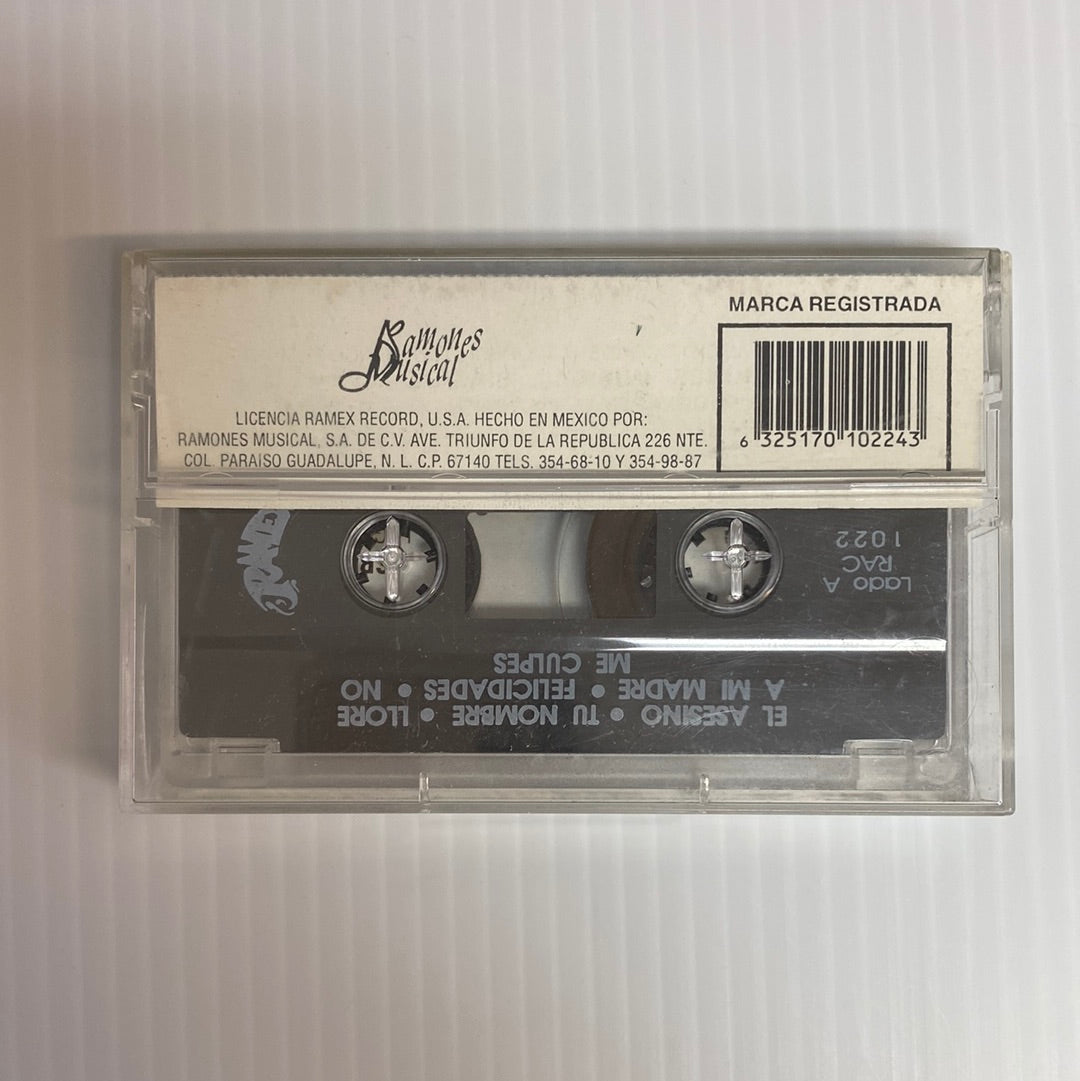 MARCA REGISTRADA
Ramones
Musical
6 325170 102243
LICENCIA RAMEX RECORD, U.S.A. HECHO EN MEXICO POR:
RAMONES MUSICAL, S.A. DE C.V. AVE. TRIUNFO DE LA REPUBLICA 226 NTE.
COL. PARAISO GUADALUPE, N. L. C.P. 67140 TELS. 354-68-10 Y 354-98-87
EL ASESINO • TU NOMBRE • LLORE
A MI MADRE • FELICIDADES • NO
ME CULPES
Lado A
RAC
1022